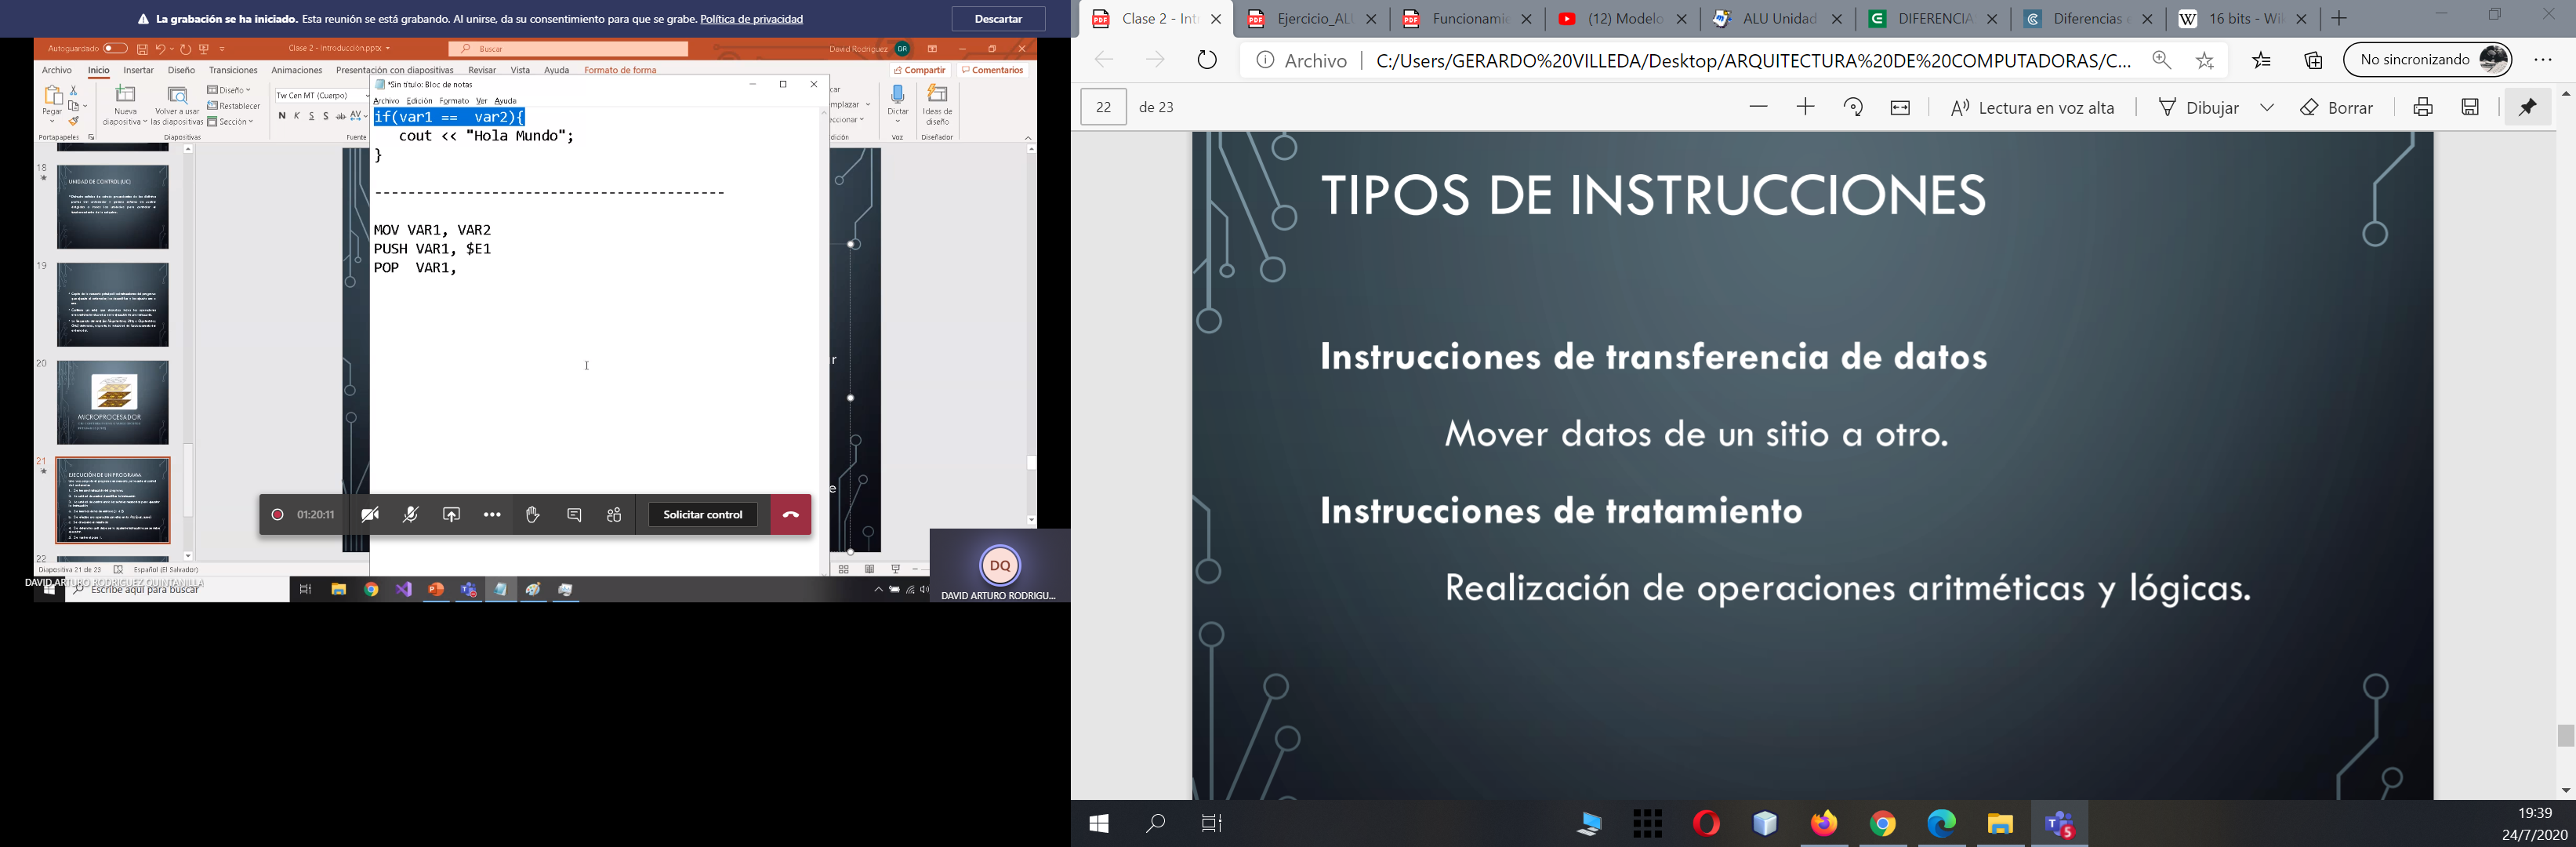 La grabación se ha iniciado. Esta reunión se está grabando. Al unirse, da su consentimiento para que se grabe. Política de privacidad
Descartar
Autoguardado
Clase 2 - Introducción.pptx
Buscar
David Rodriguez
DR
Archivo Inicio Insertar Diseño Transiciones Animaciones Presentación con diapositivas Revisar Vista Ayuda Formato de forma
Compartir
Comentarios
Pegar
Portapapeles
Nueva diapositiva
Volver a usar las diapositivas
Diseño
Restablecer
Sección
Diapositivas
Tw Cen MT (Cuerpo)
N K S S ab AV
Fuente
Dictar
Voz
Ideas de diseño
Diseñador
*Sin título: Bloc de notas
Archivo Edición Formato Ver Ayuda
if(var1 == var2){
cout << "Hola Mundo";
}
------------------------------------------
MOV VAR1, VAR2
PUSH VAR1, $E1
POP VAR1,
18
UNIDAD DE CONTROL (UC)
19
20
MICROPROCESADOR
21
EJECUCIÓN DE UN PROGRAMA
22
01:20:11
Solicitar control
Diapositiva 21 de 23
Español (El Salvador)
DAVID ARTURO RODRIGUEZ QUINTANILLA
Escribe aquí para buscar
DQ
DAVID ARTURO RODRIGU...
Clase 2 - Int
Ejercicio_AL
Funcionami
(12) Modelo
ALU Unidad
DIFERENCIA
Diferencias e
16 bits - Wi
Archivo
C:/Users/GERARDO%20VILLEDA/Desktop/ARQUITECTURA%20DE%20COMPUTADORAS/C...
No sincronizando
22 de 23
Lectura en voz alta
Dibujar
Borrar
TIPOS DE INSTRUCCIONES
Instrucciones de transferencia de datos
Mover datos de un sitio a otro.
Instrucciones de tratamiento
Realización de operaciones aritméticas y lógicas.
19:39
24/7/2020